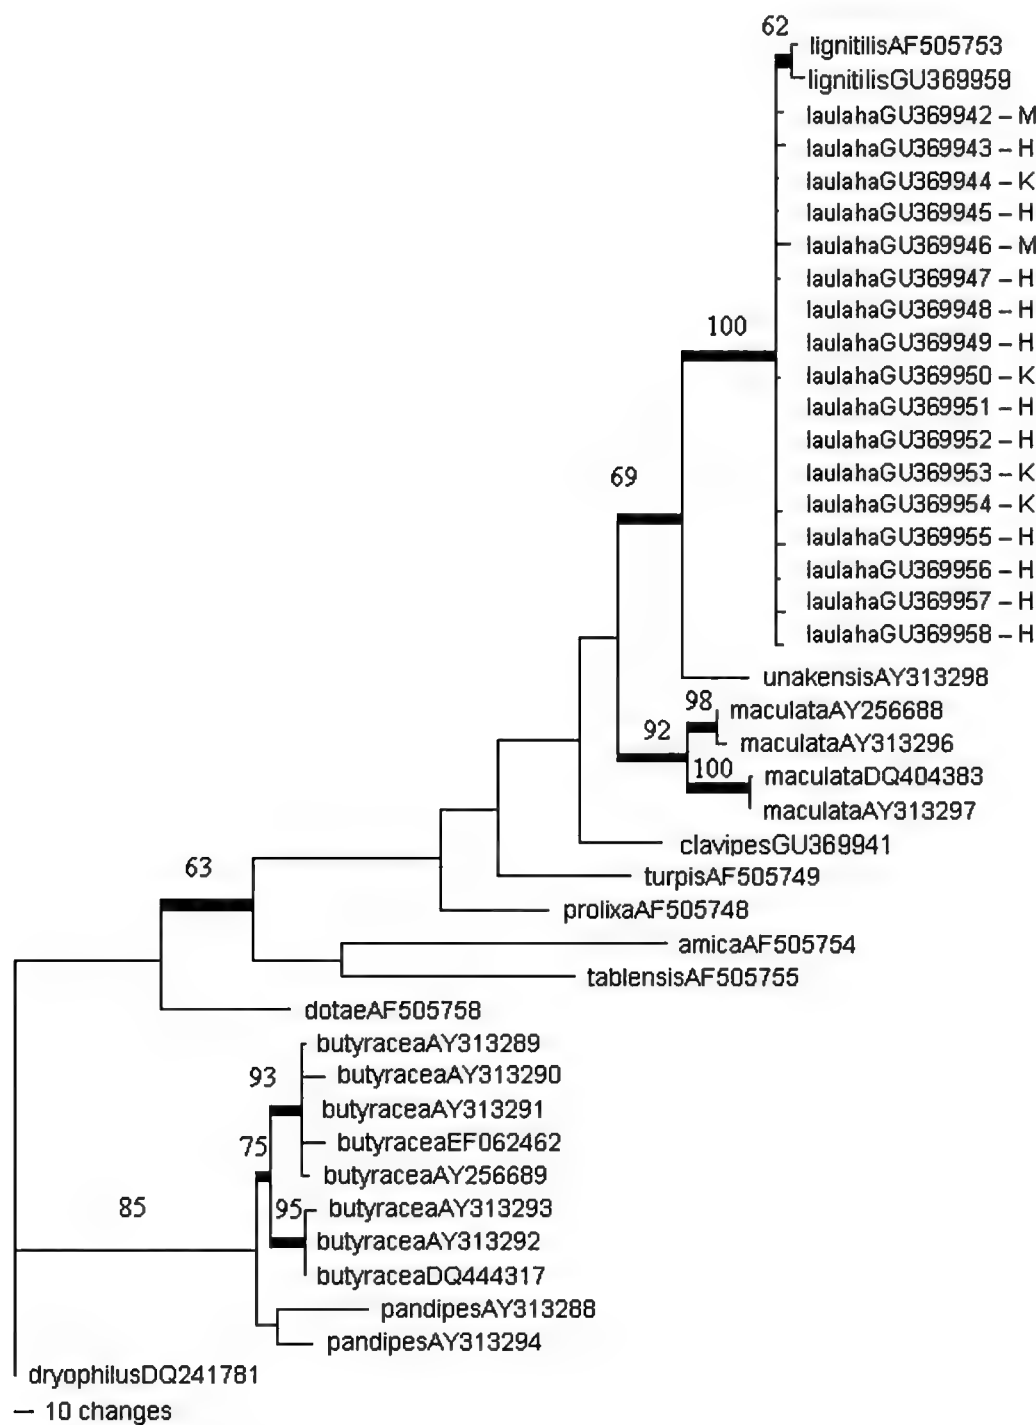 62
lignitilisAF505753
lignitilisGU369959
laulahaGU369942 – M
laulahaGU369943 – H
laulahaGU369944 – K
laulahaGU369945 – H
laulahaGU369946 – M
laulahaGU369947 – H
laulahaGU369948 – H
100
laulahaGU369949 – H
laulahaGU369950 – K
laulahaGU369951 – H
laulahaGU369952 – H
69
laulahaGU369953 – K
laulahaGU369954 – K
laulahaGU369955 – H
laulahaGU369956 – H
laulahaGU369957 – H
laulahaGU369958 – H
unakensisAY313298
98
maculataAY256688
92
maculataAY313296
100
maculataDQ404383
maculataAY313297
clavipesGU369941
63
turpisAF505749
prolixaAF505748
amicaAF505754
tablensisAF505755
dotaeAF505758
butyraceaAY313289
93
butyraceaAY313290
butyraceaAY313291
75
butyraceaEF062462
butyraceaAY256689
85
95
butyraceaAY313293
butyraceaAY313292
butyraceaDQ444317
pandipesAY313288
pandipesAY313294
dryophilusDQ241781
— 10 changes